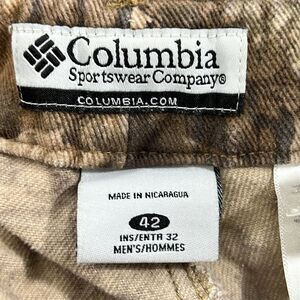 Columbia
Sportswear Company®
COLUMBIA.COM
MADE IN NICARAGUA
42
INS/ENTR 32
MEN'S/HOMMES